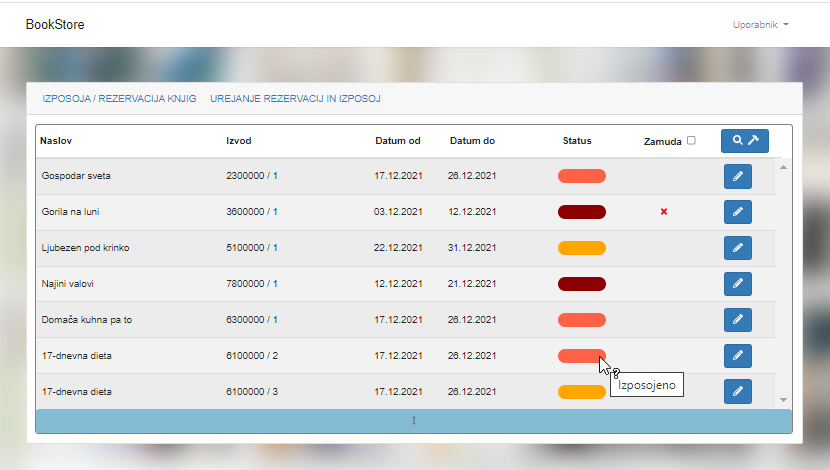 BookStore
Uporabnik
IZPOSOJA / REZERVACIJA KNJIG UREJANJE REZERVACIJ IN IZPOSOJ
Naslov Izvod Datum od Datum do Status Zamuda
Gospodar sveta 2300000 / 1 17.12.2021 26.12.2021
Gorila na luni 3600000 / 1 03.12.2021 12.12.2021
Ljubezen pod krinko 5100000 / 1 22.12.2021 31.12.2021
Najini valovi 7800000 / 1 12.12.2021 21.12.2021
Domača kuhna pa to 6300000 / 1 17.12.2021 26.12.2021
17-dnevna dieta 6100000 / 2 17.12.2021 26.12.2021
Izposojeno
17-dnevna dieta 6100000 / 3 17.12.2021 26.12.2021